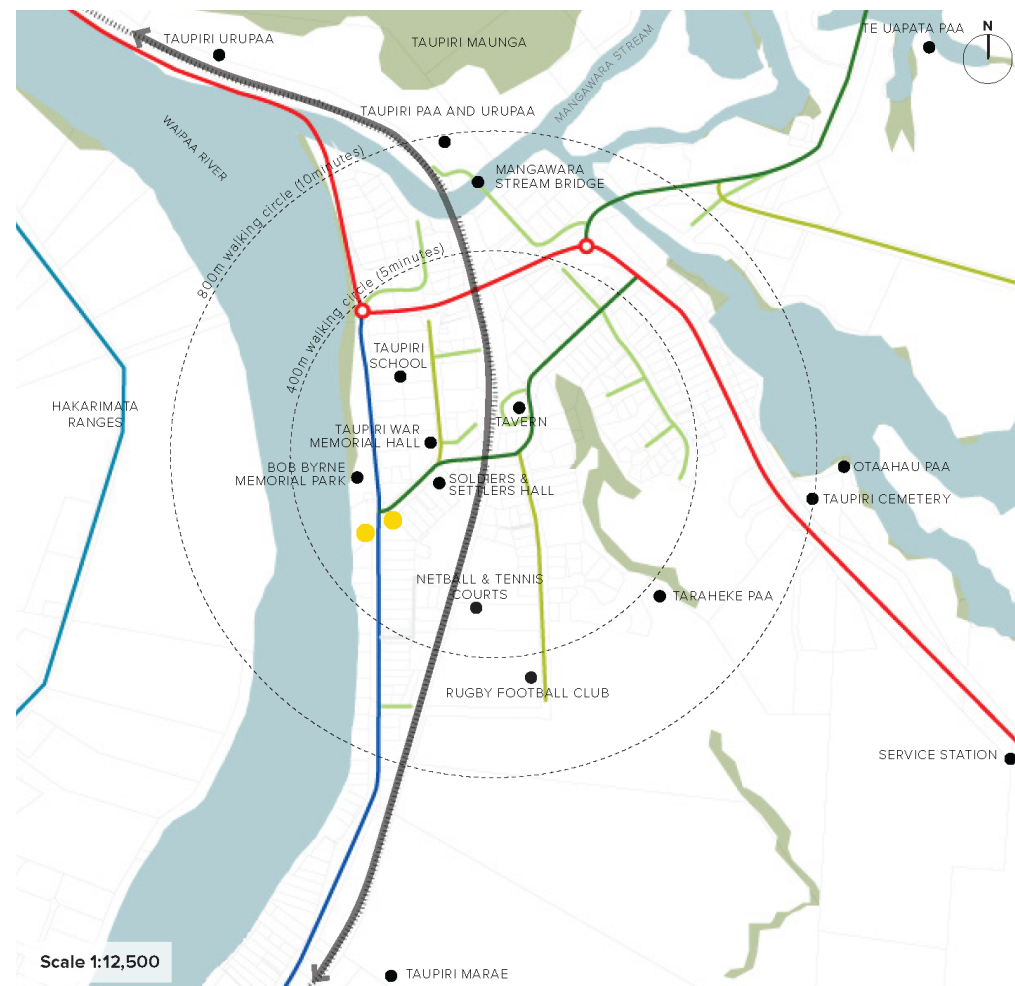 TAUPIRI URUPAA
TAUPIRI MAUNGA
TE UAPATA PAA
N
MANGAWARA STREAM
TAUPIRI PAA AND URUPAA
WAIPAA RIVER
MANGAWARA
STREAM BRIDGE
800m walking circle (10minutes)
400m walking circle (5minutes)
TAUPIRI
SCHOOL
HAKARIMATA
RANGES
TAVERN
TAUPIRI WAR
MEMORIAL HALL
BOB BYRNE
MEMORIAL PARK
SOLDIERS &
SETTLERS HALL
OTAAHAU PAA
TAUPIRI CEMETERY
NETBALL & TENNIS
COURTS
TARAHEKE PAA
RUGBY FOOTBALL CLUB
SERVICE STATION
Scale 1:12,500
TAUPIRI MARAE